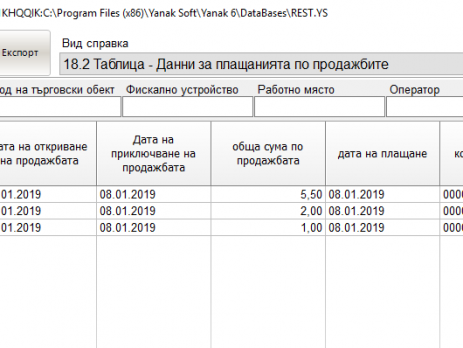 IKHQQIK:C:\Program Files (x86)\Yanak Soft\Yanak 6\DataBases\REST.YS
Експорт
Вид справка
18.2 Таблица - Данни за плащанията по продажбите
од на търговски обект Фискално устройство Работно място Оператор
ата на откриване на продажбата Дата на приключване на продажбата обща сума по продажбата дата на плащане ко
.01.2019 08.01.2019 5,50 08.01.2019 0000
.01.2019 08.01.2019 2,00 08.01.2019 0000
.01.2019 08.01.2019 1,00 08.01.2019 0000